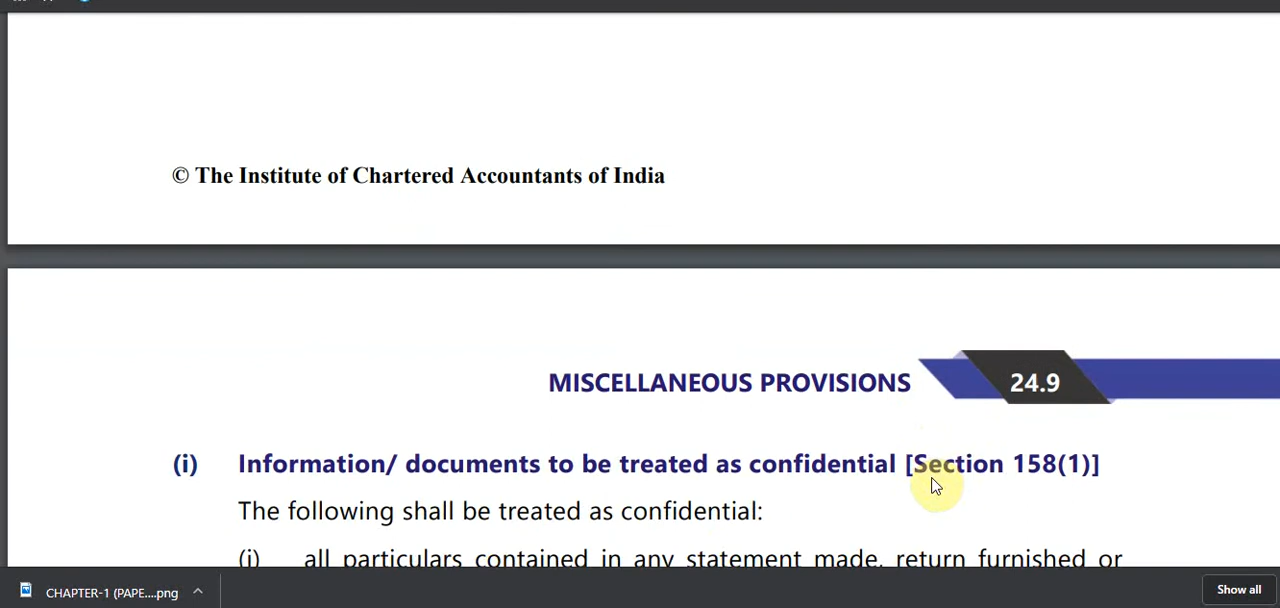 © The Institute of Chartered Accountants of India
MISCELLANEOUS PROVISIONS 24.9
(i) Information/ documents to be treated as confidential [Section 158(1)]
The following shall be treated as confidential:
(i) all particulars contained in any statement made, return furnished or
CHAPTER-1 (PAPE....png
Show all